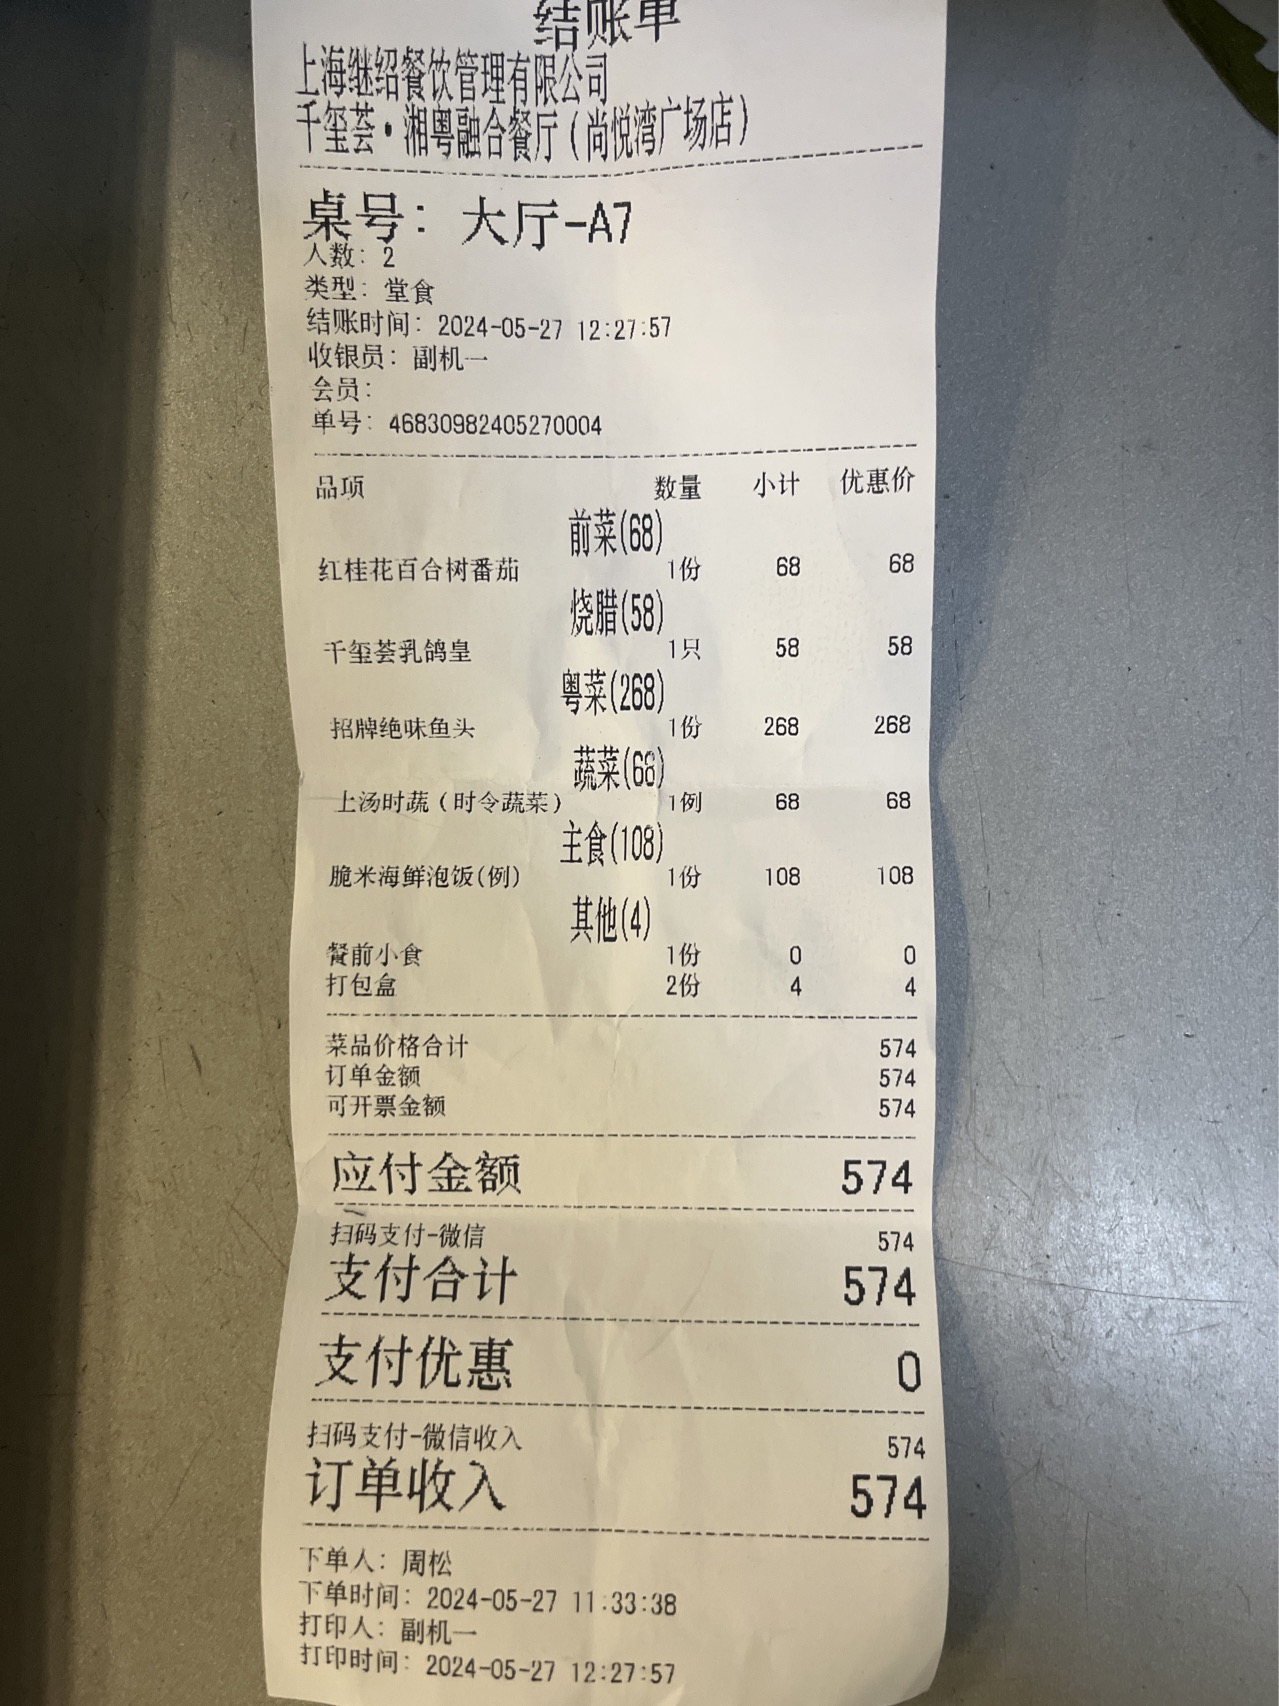 结账单
上海继绍餐饮管理有限公司
千玺荟·湘粤融合餐厅(尚悦湾广场店)
桌号: 大厅-A7
人数: 2
类型: 堂食
结账时间: 2024-05-27 12:27:57
收银员: 副机一
会员:
单号: 46830982405270004
品项 数量 小计 优惠价
前菜(68)
红桂花百合树番茄 1份 68 68
烧腊(58)
千玺荟乳鸽皇 1只 58 58
粤菜(268)
招牌绝味鱼头 1份 268 268
蔬菜(68)
上汤时蔬(时令蔬菜) 1例 68 68
主食(108)
脆米海鲜泡饭(例) 1份 108 108
其他(4)
餐前小食 1份 0 0
打包盒 2份 4 4
菜品价格合计 574
订单金额 574
可开票金额 574
应付金额 574
扫码支付-微信 574
支付合计 574
支付优惠 0
扫码支付-微信收入 574
订单收入 574
下单人: 周松
下单时间: 2024-05-27 11:33:38
打印人: 副机一
打印时间: 2024-05-27 12:27:57